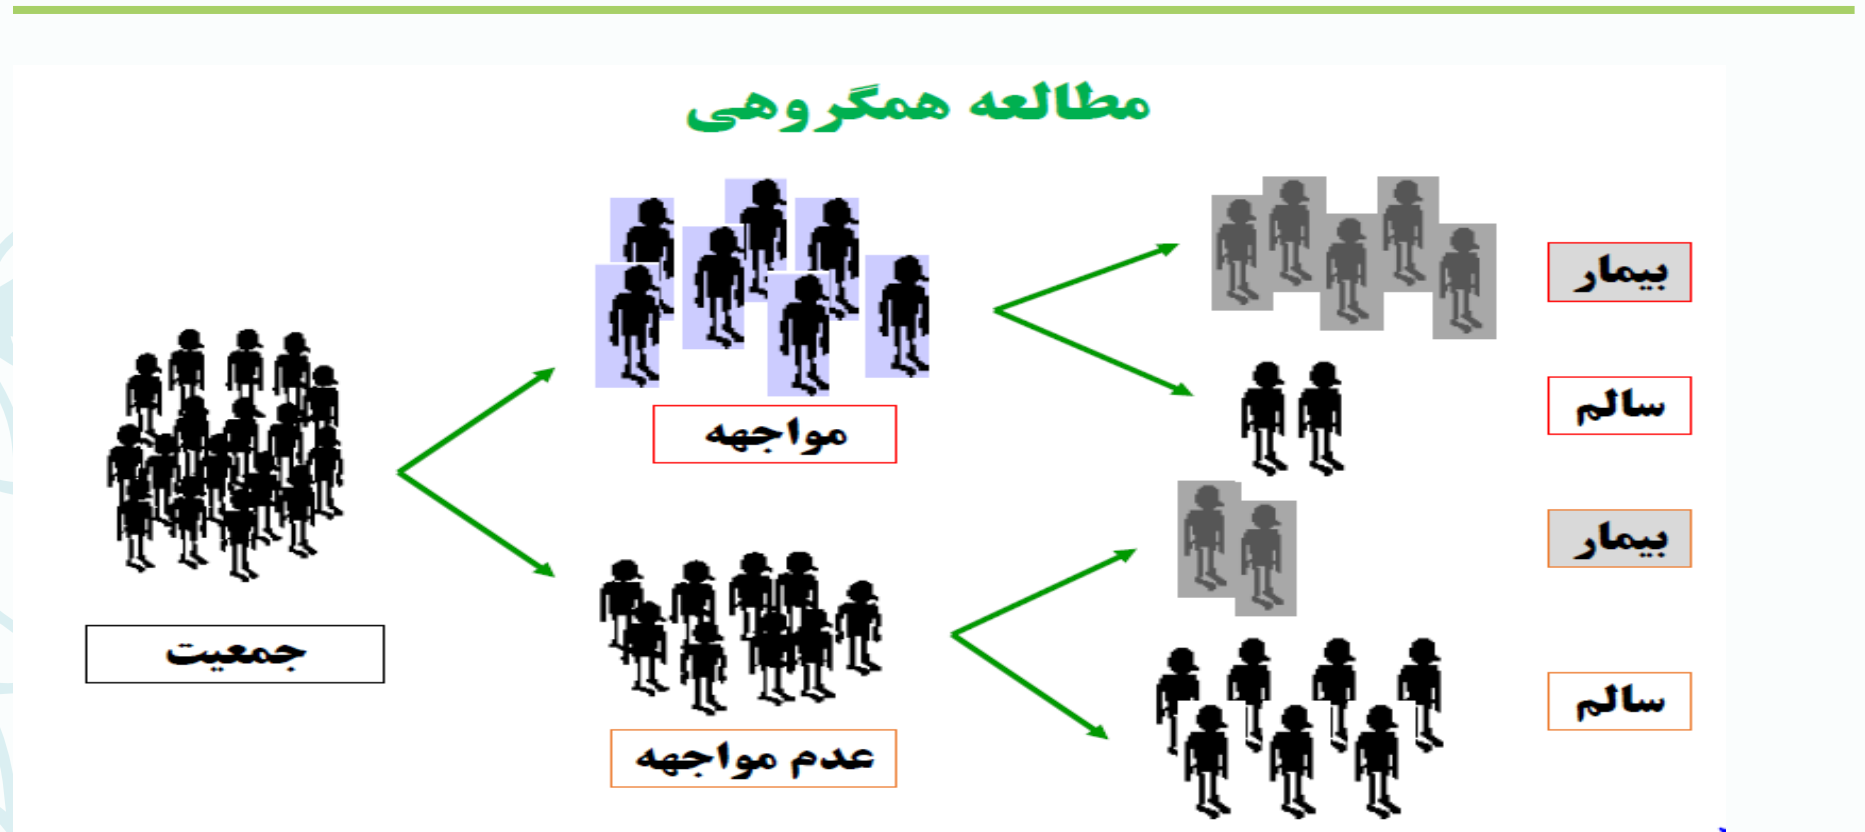 مطالعه همگروهی
جمعیت
مواجهه
عدم مواجهه
بیمار
سالم
بیمار
سالم